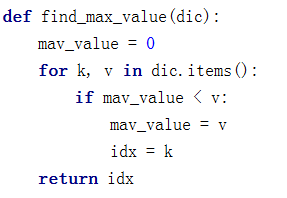 def find_max_value(dic):
    mav_value = 0
    for k, v in dic.items():
        if mav_value < v:
            mav_value = v
            idx = k
    return idx